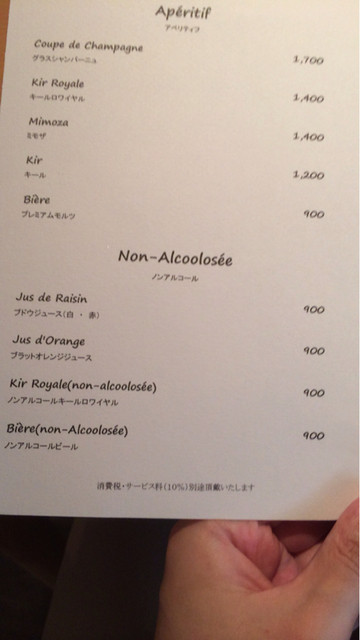 Apéritif
アペリティフ
Coupe de Champagne 1,700
グラスシャンパーニュ
Kir Royale 1,400
キールロワイヤル
Mimoza 1,400
ミモザ
Kir 1,200
キール
Bière 900
プレミアムモルツ
Non-Alcoolosée
ノンアルコール
Jus de Raisin 900
ブドウジュース(白 ・ 赤)
Jus d'Orange 900
ブラットオレンジジュース
Kir Royale(non-alcoolosée) 900
ノンアルコールキールロワイヤル
Bière(non-Alcoolosée) 900
ノンアルコールビール
消費税・サービス料(10%)別途頂戴いたします